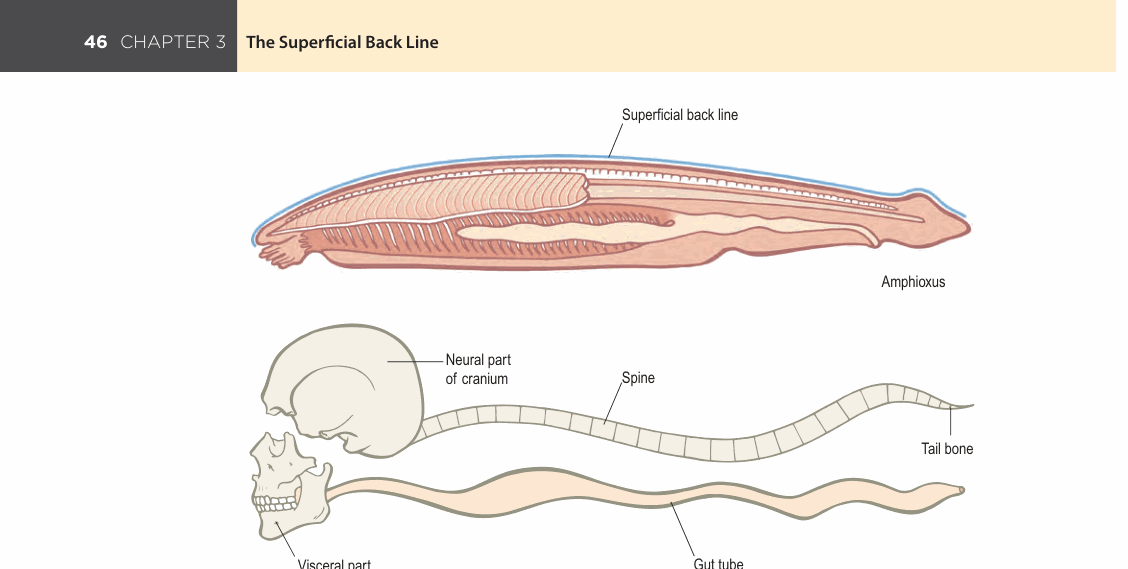 46 CHAPTER 3 The Superficial Back Line
Superficial back line
Amphioxus
Neural part
of cranium
Spine
Tail bone
Visceral part
Gut tube